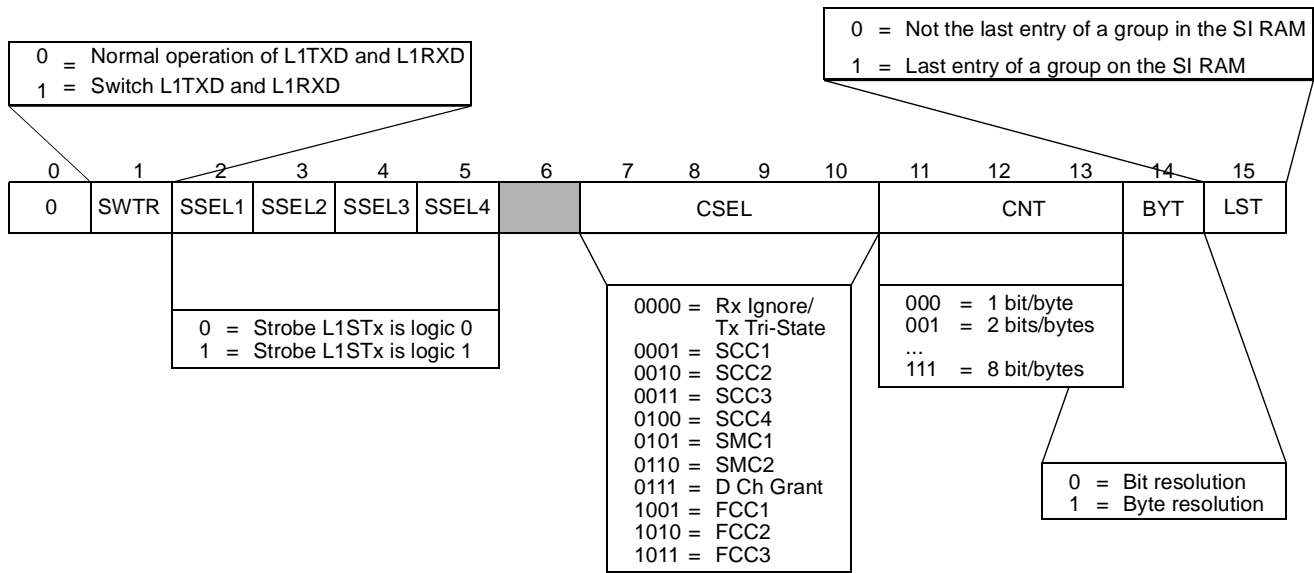 0 = Not the last entry of a group in the SI RAM
1 = Last entry of a group on the SI RAM
0 = Normal operation of L1TXD and L1RXD
1 = Switch L1TXD and L1RXD
0 1 2 3 4 5 6 7 8 9 10 11 12 13 14 15
0 SWTR SSEL1 SSEL2 SSEL3 SSEL4 CSEL CNT BYT LST
0 = Strobe L1STx is logic 0
1 = Strobe L1STx is logic 1
0000 = Rx Ignore/
Tx Tri-State
0001 = SCC1
0010 = SCC2
0011 = SCC3
0100 = SCC4
0101 = SMC1
0110 = SMC2
0111 = D Ch Grant
1001 = FCC1
1010 = FCC2
1011 = FCC3
000 = 1 bit/byte
001 = 2 bits/bytes
...
111 = 8 bit/bytes
0 = Bit resolution
1 = Byte resolution